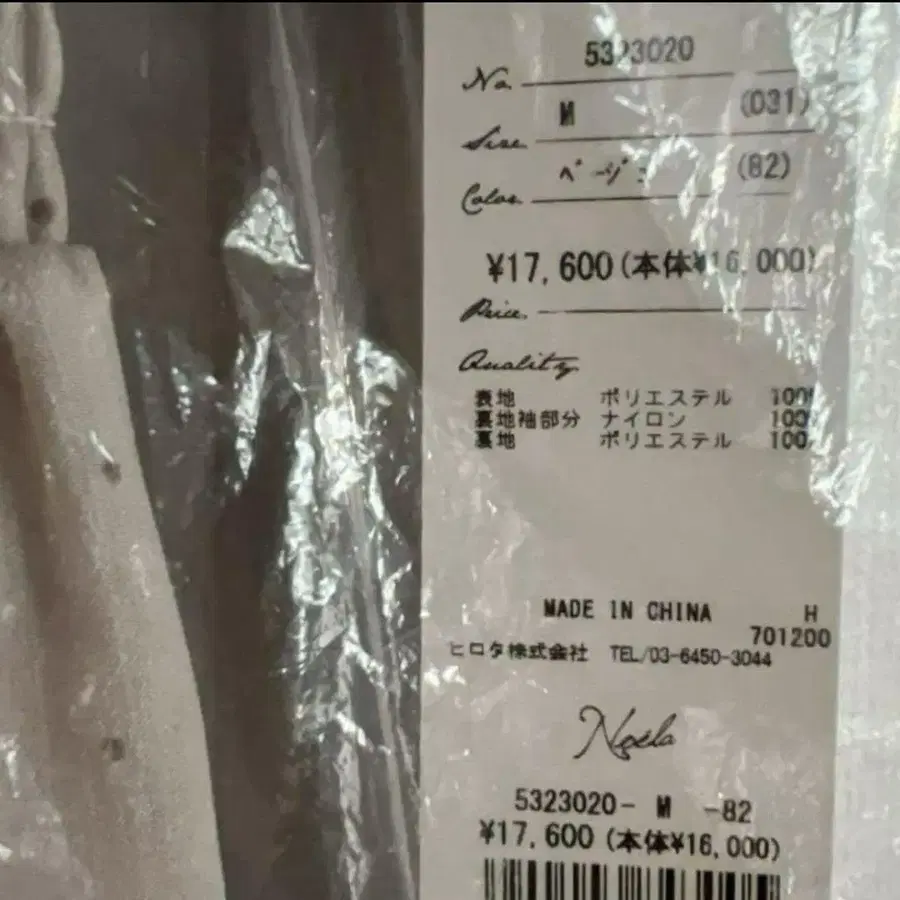 5323020
No.
M (031)
Size
ベージュ (82)
Color
¥17,600(本体¥16,000)
Price
Quality
表地 ポリエステル 100%
裏地袖部分 ナイロン 100%
裏地 ポリエステル 100%
MADE IN CHINA H
701200
ヒロタ株式会社 TEL/03-6450-3044
Noela
5323020- M -82
¥17,600 (本体¥16,000)